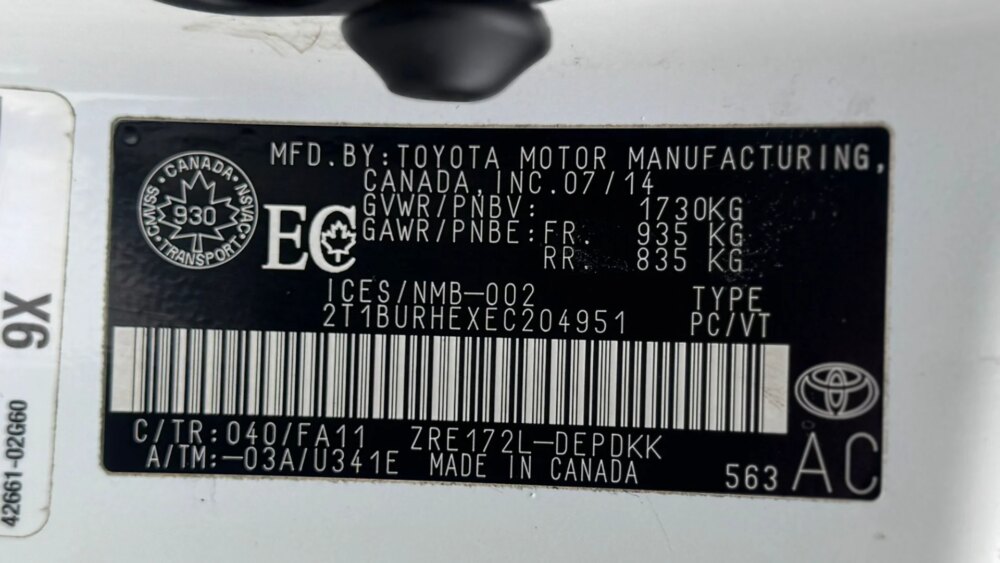 MFD.BY:TOYOTA MOTOR MANUFACTURING,
CANADA,INC.07/14
GVWR/PNBV: 1730KG
GAWR/PNBE:FR. 935 KG
RR. 835 KG
CANADA
CMVSS 930 NSVAC
TRANSPORT
EC
ICES/NMB-002
2T1BURHEXEC204951
TYPE
PC/VT
C/TR:040/FA11 ZRE172L-DEPDKK
A/TM:-03A/U341E MADE IN CANADA
563 AC
9X
42661-02G60